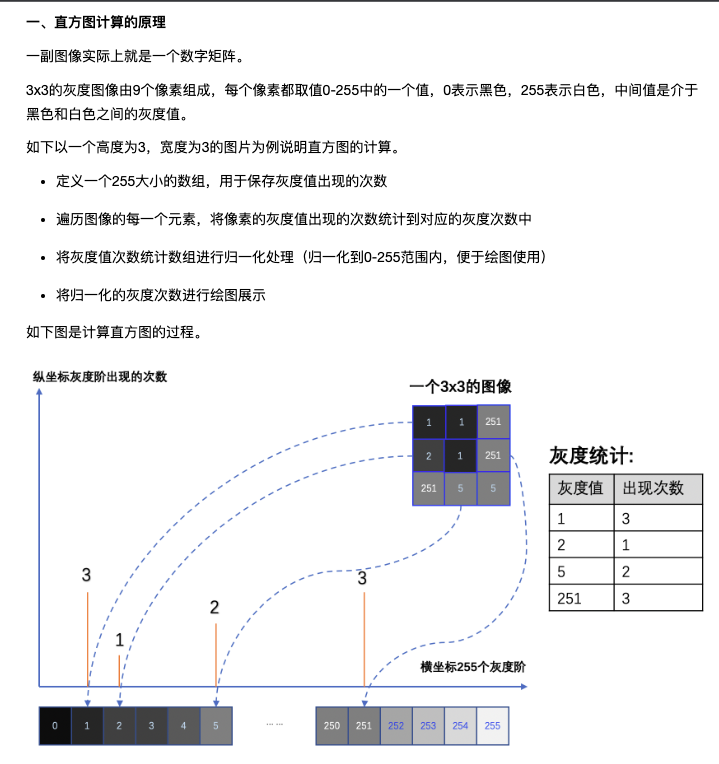 一、直方图计算的原理
一副图像实际上就是一个数字矩阵。
3x3的灰度图像由9个像素组成，每个像素都取值0-255中的一个值，0表示黑色，255表示白色，中间值是介于
黑色和白色之间的灰度值。
如下以一个高度为3，宽度为3的图片为例说明直方图的计算。
• 定义一个255大小的数组，用于保存灰度值出现的次数
• 遍历图像的每一个元素，将像素的灰度值出现的次数统计到对应的灰度次数中
• 将灰度值次数统计数组进行归一化处理（归一化到0-255范围内，便于绘图使用）
• 将归一化的灰度次数进行绘图展示
如下图是计算直方图的过程。
纵坐标灰度阶出现的次数
一个3x3的图像
1 1 251
2 1 251
251 5 5
灰度统计:
灰度值 出现次数
1 3
2 1
5 2
251 3
3
1
2
3
横坐标255个灰度阶
0 1 2 3 4 5 ... ... 250 251 252 253 254 255